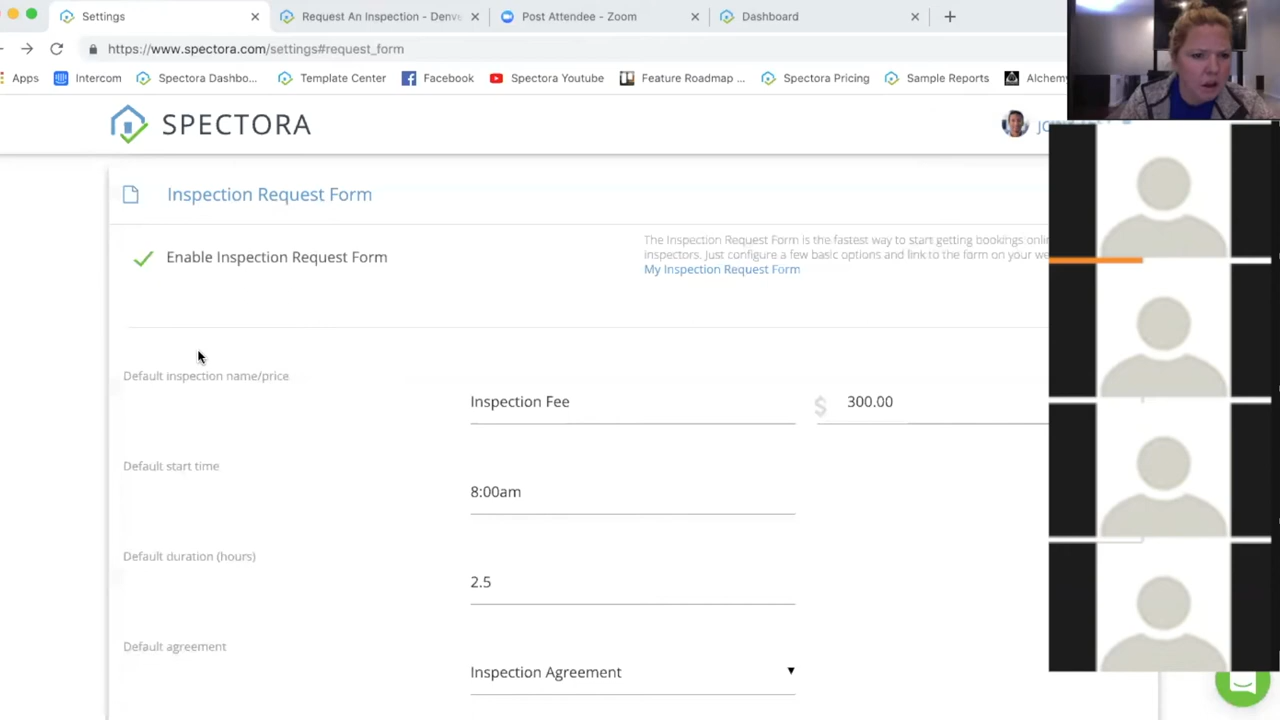 Settings
Request An Inspection - Denve
Post Attendee - Zoom
Dashboard
https://www.spectora.com/settings#request_form
Apps
Intercom
Spectora Dashbo...
Template Center
Facebook
Spectora Youtube
Feature Roadmap ...
Spectora Pricing
Sample Reports
Alchem
SPECTORA
Inspection Request Form
Enable Inspection Request Form
The Inspection Request Form is the fastest way to start getting bookings onli
inspectors. Just configure a few basic options and link to the form on your we
My Inspection Request Form
Default inspection name/price
Inspection Fee
$ 300.00
Default start time
8:00am
Default duration (hours)
2.5
Default agreement
Inspection Agreement